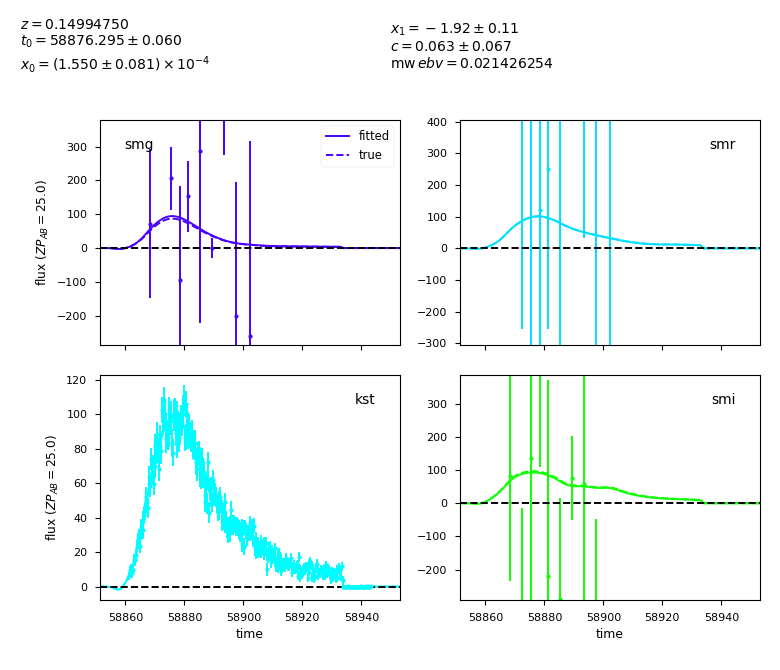 z = 0.14994750
t₀ = 58876.295 ± 0.060
x₀ = (1.550 ± 0.081) × 10⁻⁴
x₁ = −1.92 ± 0.11
c = 0.063 ± 0.067
mw ebv = 0.021426254
smg
fitted
true
300
200
100
0
−100
−200
flux (ZP_AB = 25.0)
smr
400
300
200
100
0
−100
−200
−300
kst
120
100
80
60
40
20
0
flux (ZP_AB = 25.0)
58860 58880 58900 58920 58940
time
smi
300
200
100
0
−100
−200
58860 58880 58900 58920 58940
time